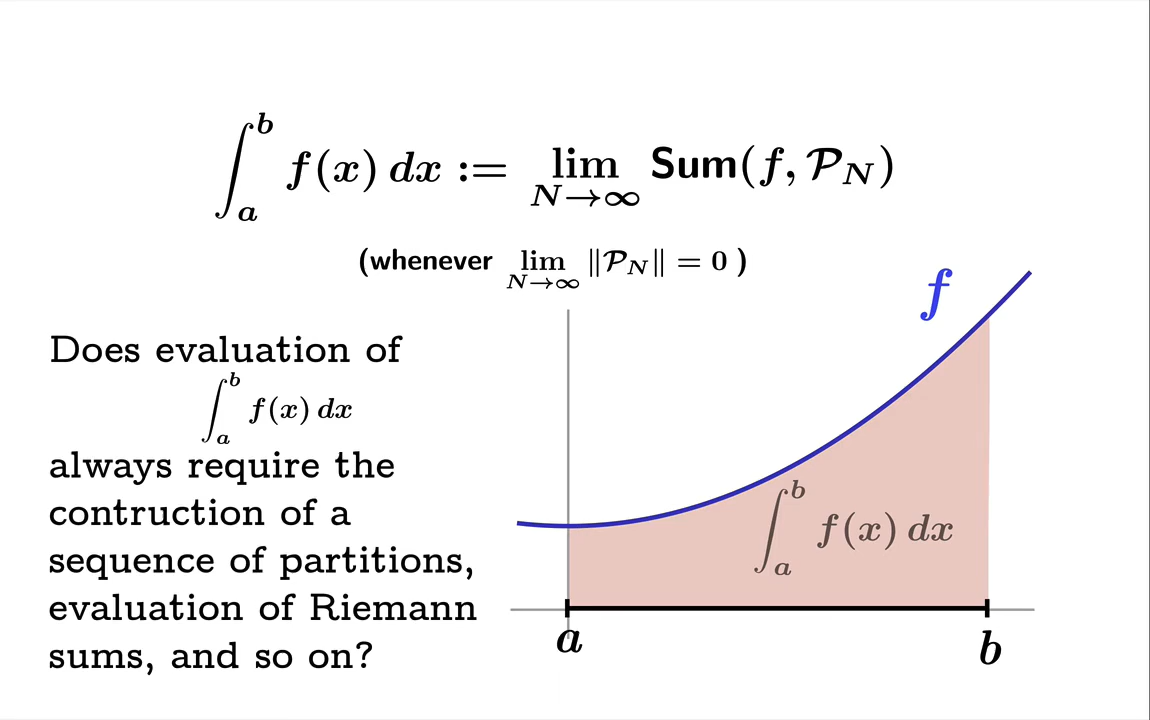 ∫_a^b f(x) dx := lim_{N→∞} Sum(f, 𝒫_N)
(whenever lim_{N→∞} ‖𝒫_N‖ = 0 )
f
Does evaluation of
∫_a^b f(x) dx
always require the
contruction of a
sequence of partitions,
evaluation of Riemann
sums, and so on?
∫_a^b f(x) dx
a
b